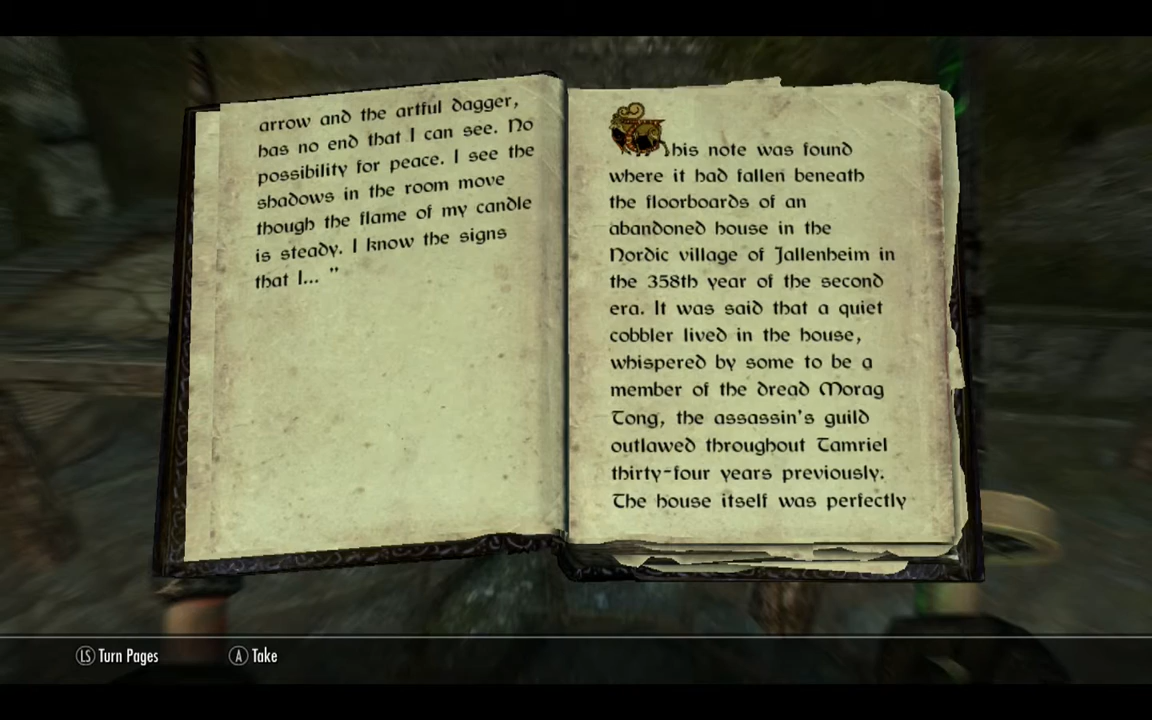 arrow and the artful dagger,
has no end that I can see. No
possibility for peace. I see the
shadows in the room move
though the flame of my candle
is steady. I know the signs
that I... "
This note was found
where it had fallen beneath
the floorboards of an
abandoned house in the
Nordic village of Jallenheim in
the 358th year of the second
era. It was said that a quiet
cobbler lived in the house,
whispered by some to be a
member of the dread Morag
Tong, the assassin's guild
outlawed throughout Tamriel
thirty-four years previously.
The house itself was perfectly
LS Turn Pages
A Take